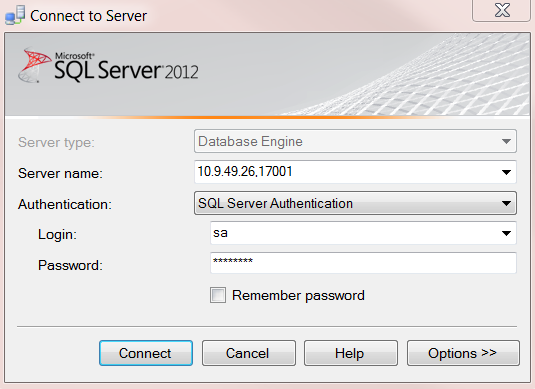 Connect to Server
Microsoft®
SQL Server® 2012
Server type: Database Engine
Server name: 10.9.49.26,17001
Authentication: SQL Server Authentication
Login: sa
Password: ********
Remember password
Connect Cancel Help Options >>